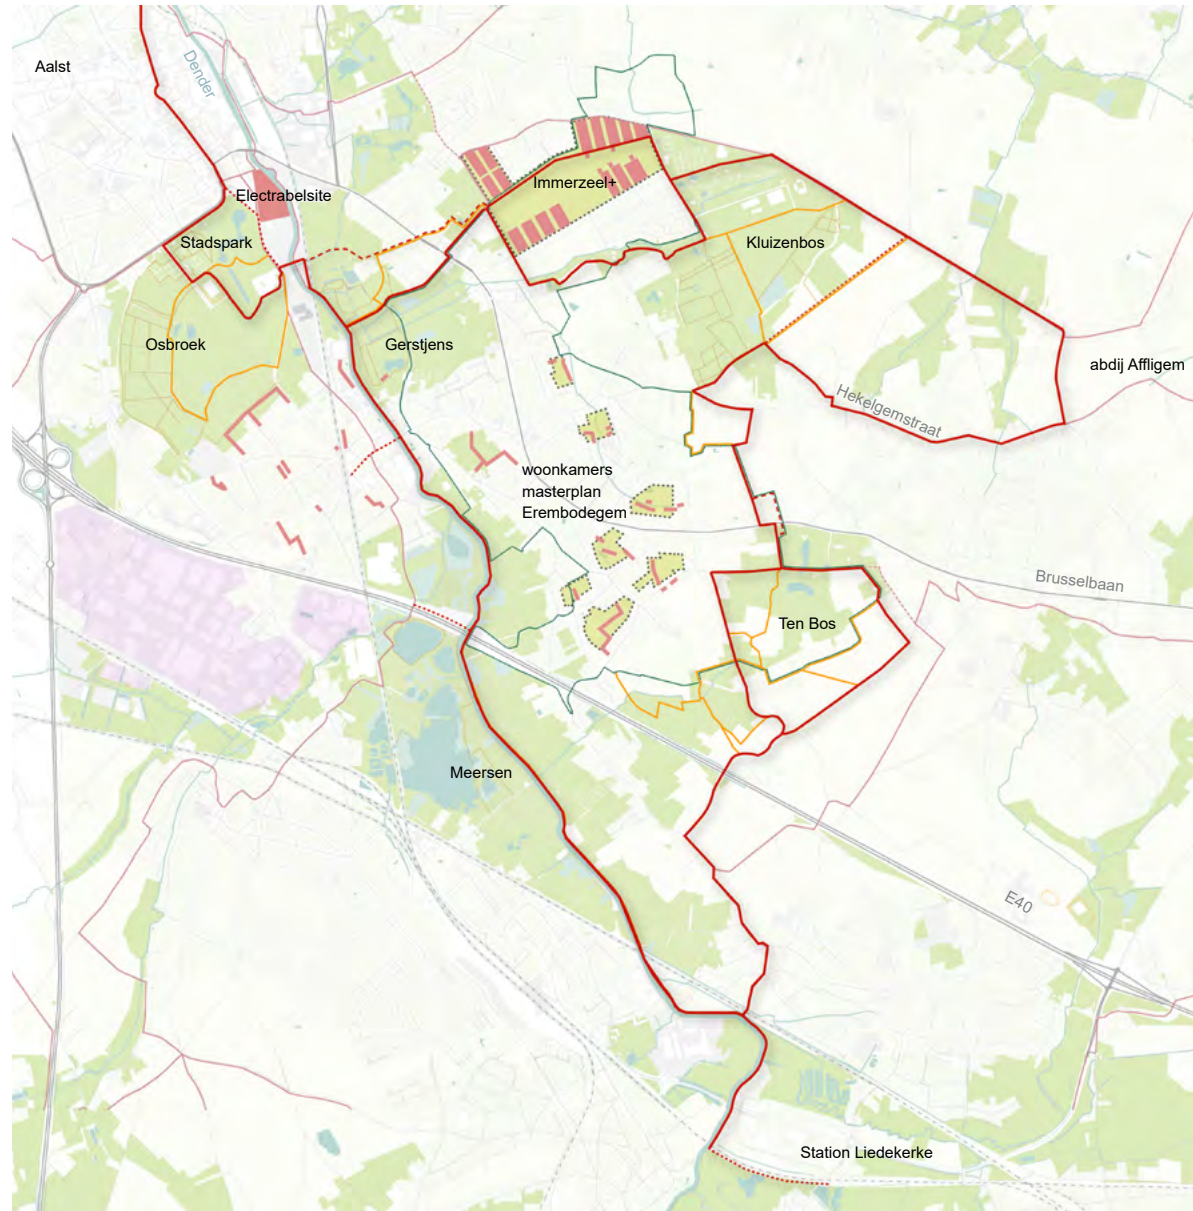 Aalst
Dender
Electrabelsite
Immerzeel+
Stadspark
Kluizenbos
Osbroek
Gerstjens
abdij Affligem
Hekelgemstraat
woonkamers
masterplan
Erembodegem
Brusselbaan
Ten Bos
Meersen
E40
Station Liedekerke